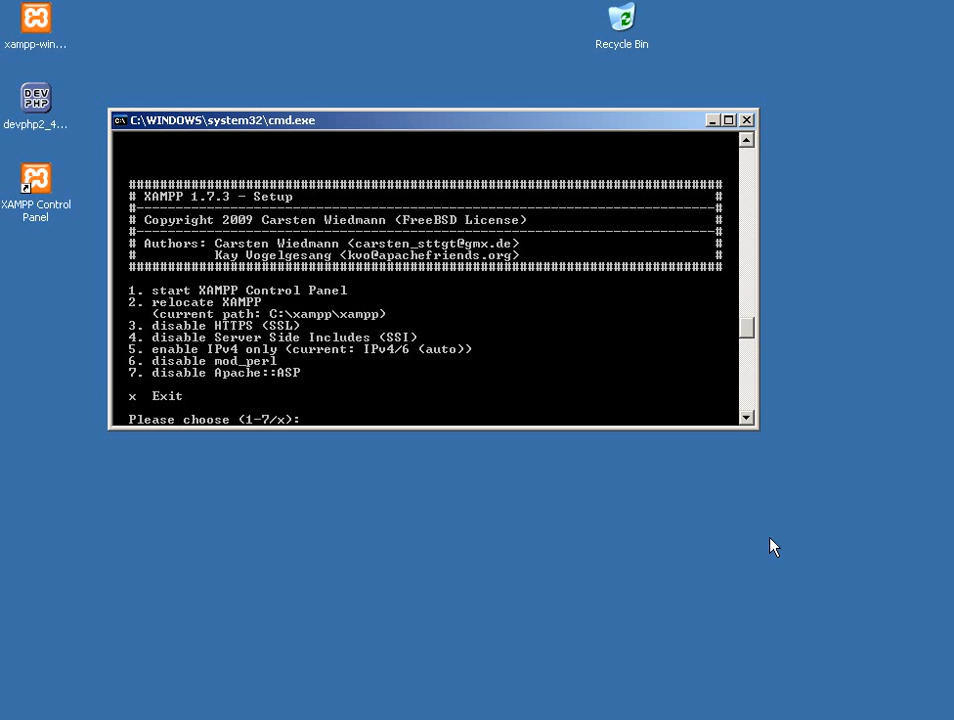 xampp-win...
Recycle Bin
DEV
PHP
devphp2_4...
XAMPP Control
Panel
C:\WINDOWS\system32\cmd.exe
############################################################################
# XAMPP 1.7.3 - Setup #
#--------------------------------------------------------------------------#
# Copyright 2009 Carsten Wiedmann (FreeBSD License) #
#--------------------------------------------------------------------------#
# Authors: Carsten Wiedmann <carsten_sttgt@gmx.de> #
# Kay Vogelgesang <kvo@apachefriends.org> #
############################################################################
1. start XAMPP Control Panel
2. relocate XAMPP
(current path: C:\xampp\xampp)
3. disable HTTPS (SSL)
4. disable Server Side Includes (SSI)
5. enable IPv4 only (current: IPv4/6 (auto))
6. disable mod_perl
7. disable Apache::ASP
x Exit
Please choose (1-7/x):